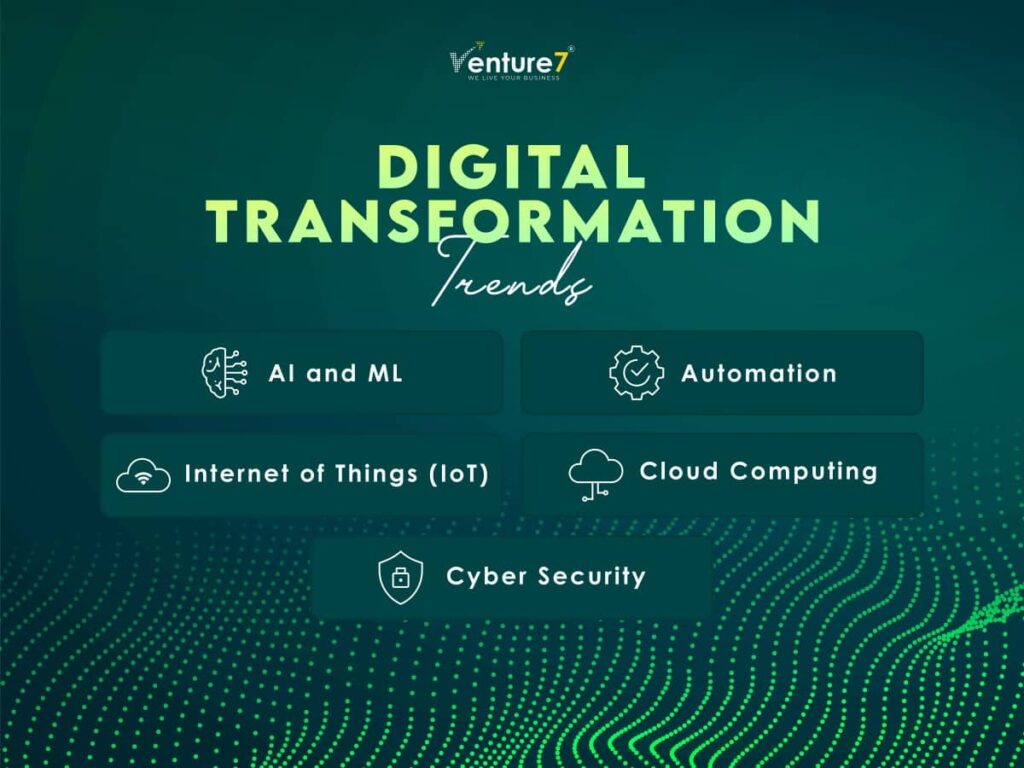 Venture7®
WE LIVE YOUR BUSINESS
DIGITAL
TRANSFORMATION
Trends
AI and ML
Automation
Internet of Things (IoT)
Cloud Computing
Cyber Security